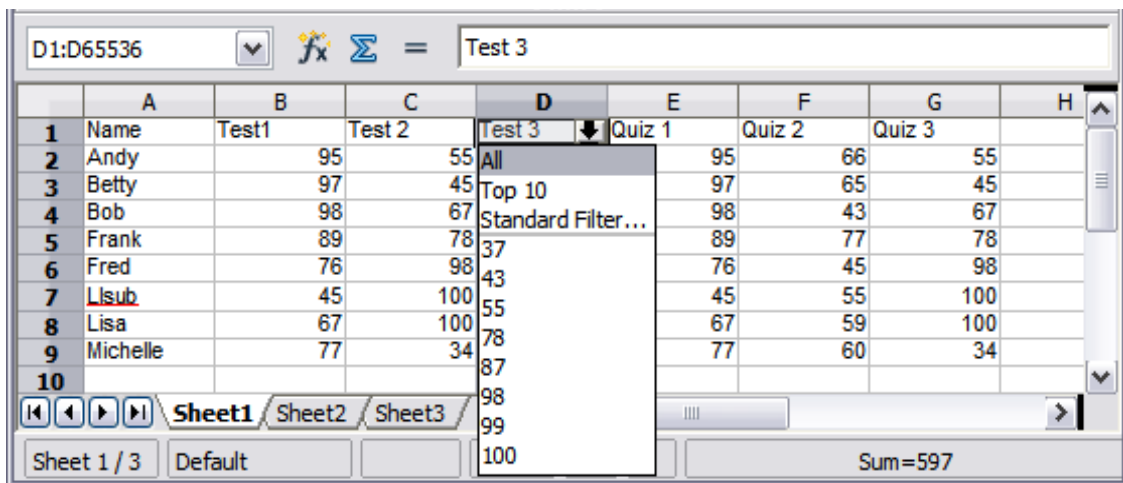 D1:D65536 fx Σ = Test 3
A B C D E F G H
1 Name Test1 Test 2 Test 3 Quiz 1 Quiz 2 Quiz 3
2 Andy 95 55 All 95 66 55
3 Betty 97 45 Top 10 97 65 45
4 Bob 98 67 Standard Filter... 98 43 67
5 Frank 89 78 37 89 77 78
6 Fred 76 98 43 76 45 98
7 Llsub 45 100 55 45 55 100
8 Lisa 67 100 78 67 59 100
9 Michelle 77 34 87 77 60 34
10
98
99
100
Sheet1 Sheet2 Sheet3
Sheet 1 / 3 Default Sum=597